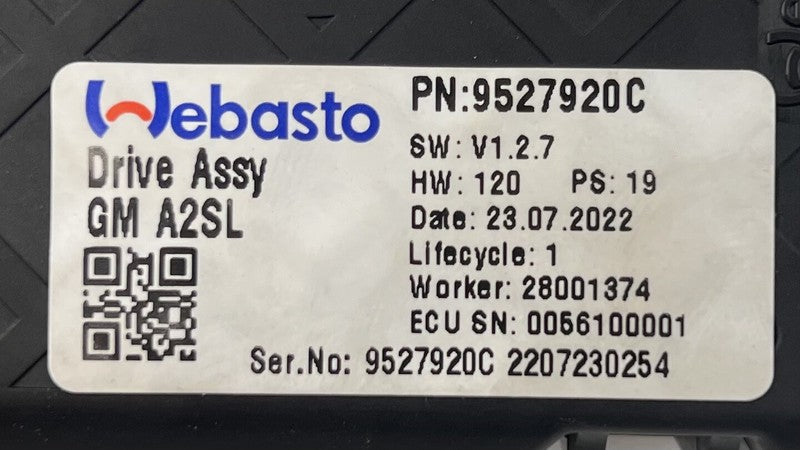 Webasto
Drive Assy
GM A2SL
PN:9527920C
SW: V1.2.7
HW: 120 PS: 19
Date: 23.07.2022
Lifecycle: 1
Worker: 28001374
ECU SN: 0056100001
Ser.No: 9527920C 2207230254